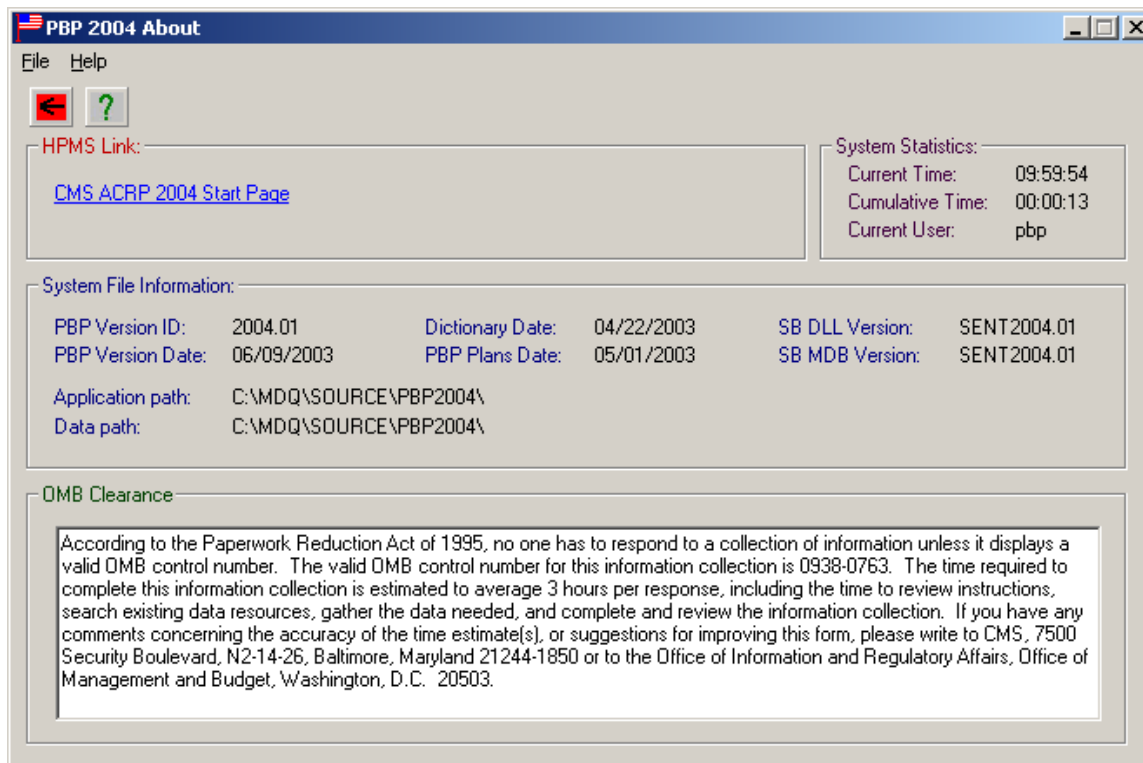 PBP 2004 About
File Help
?
HPMS Link:
CMS ACRP 2004 Start Page
System Statistics:
Current Time: 09:59:54
Cumulative Time: 00:00:13
Current User: pbp
System File Information:
PBP Version ID: 2004.01 Dictionary Date: 04/22/2003 SB DLL Version: SENT2004.01
PBP Version Date: 06/09/2003 PBP Plans Date: 05/01/2003 SB MDB Version: SENT2004.01
Application path: C:\MDQ\SOURCE\PBP2004\
Data path: C:\MDQ\SOURCE\PBP2004\
OMB Clearance
According to the Paperwork Reduction Act of 1995, no one has to respond to a collection of information unless it displays a
valid OMB control number. The valid OMB control number for this information collection is 0938-0763. The time required to
complete this information collection is estimated to average 3 hours per response, including the time to review instructions,
search existing data resources, gather the data needed, and complete and review the information collection. If you have any
comments concerning the accuracy of the time estimate(s), or suggestions for improving this form, please write to CMS, 7500
Security Boulevard, N2-14-26, Baltimore, Maryland 21244-1850 or to the Office of Information and Regulatory Affairs, Office of
Management and Budget, Washington, D.C. 20503.